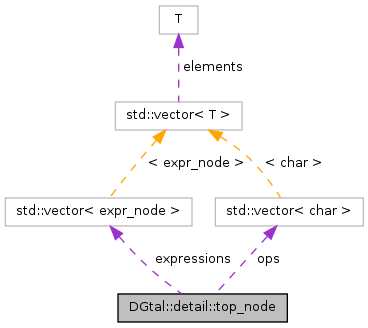 T
elements
std::vector< T >
< expr_node >
< char >
std::vector< expr_node >
std::vector< char >
expressions
ops
DGtal::detail::top_node